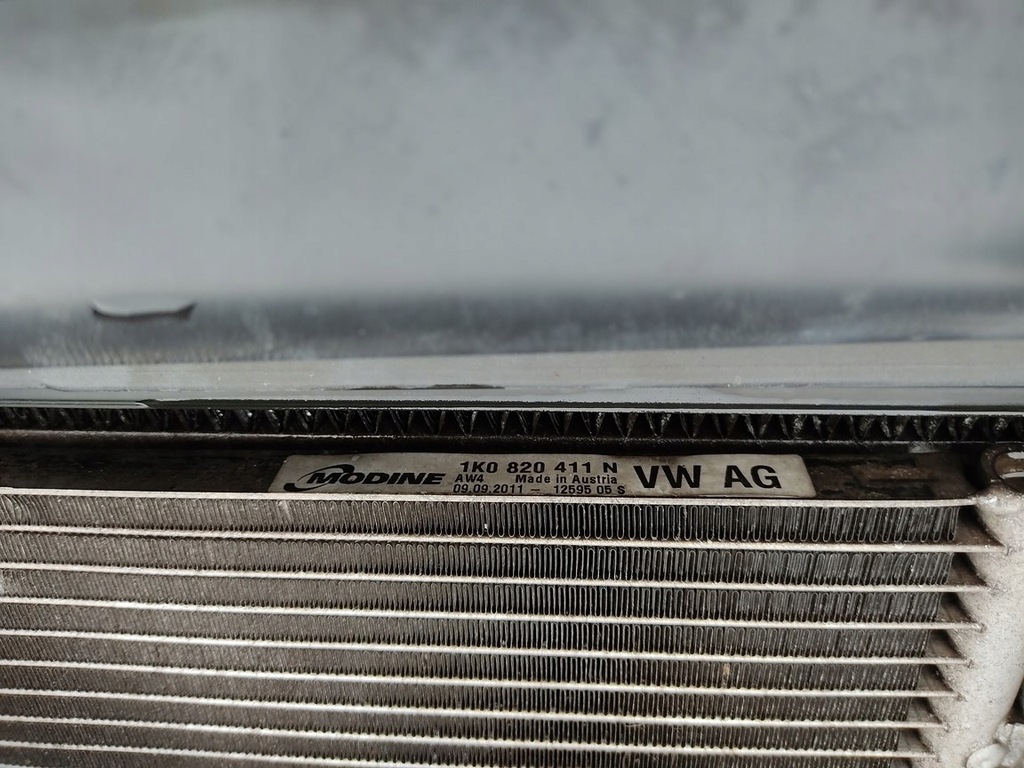 MODINE
1K0 820 411 N
AW4 Made in Austria
09.09.2011 - 12595 05 S
VW AG